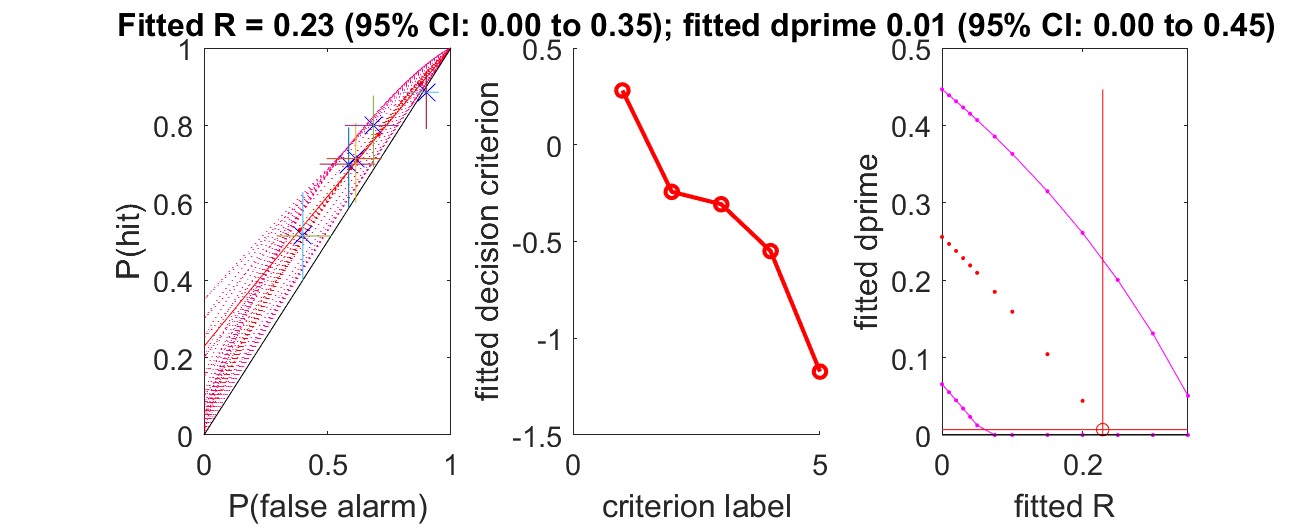 Fitted R = 0.23 (95% CI: 0.00 to 0.35); fitted dprime 0.01 (95% CI: 0.00 to 0.45)
P(hit)
1
0.8
0.6
0.4
0.2
0
0 0.5 1
P(false alarm)
fitted decision criterion
0.5
0
-0.5
-1
-1.5
0 5
criterion label
fitted dprime
0.5
0.4
0.3
0.2
0.1
0
0 0.2
fitted R